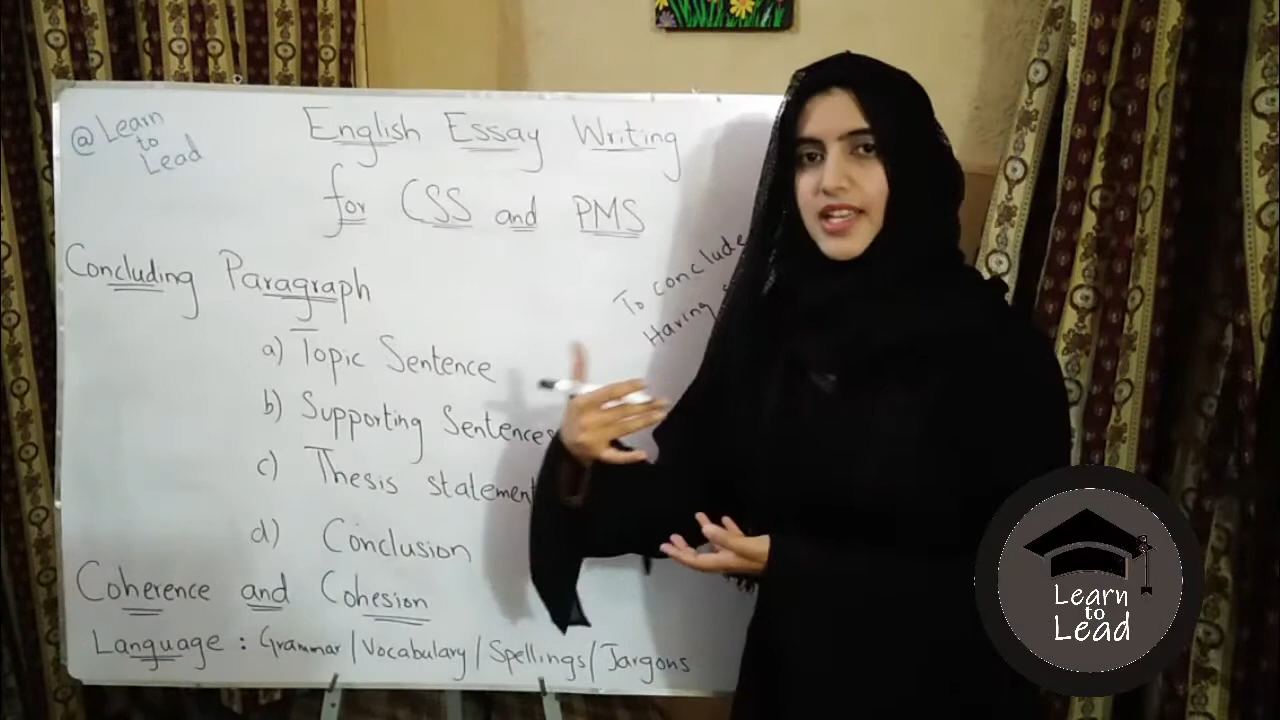 @ Learn
to
Lead
English Essay Writing
for CSS and PMS
Concluding Paragraph
To conclude
Having
a) Topic Sentence
b) Supporting Sentences
c) Thesis statement
d) Conclusion
Coherence and Cohesion
Language : Grammar/Vocabulary/Spellings/Jargons
Learn
to
Lead